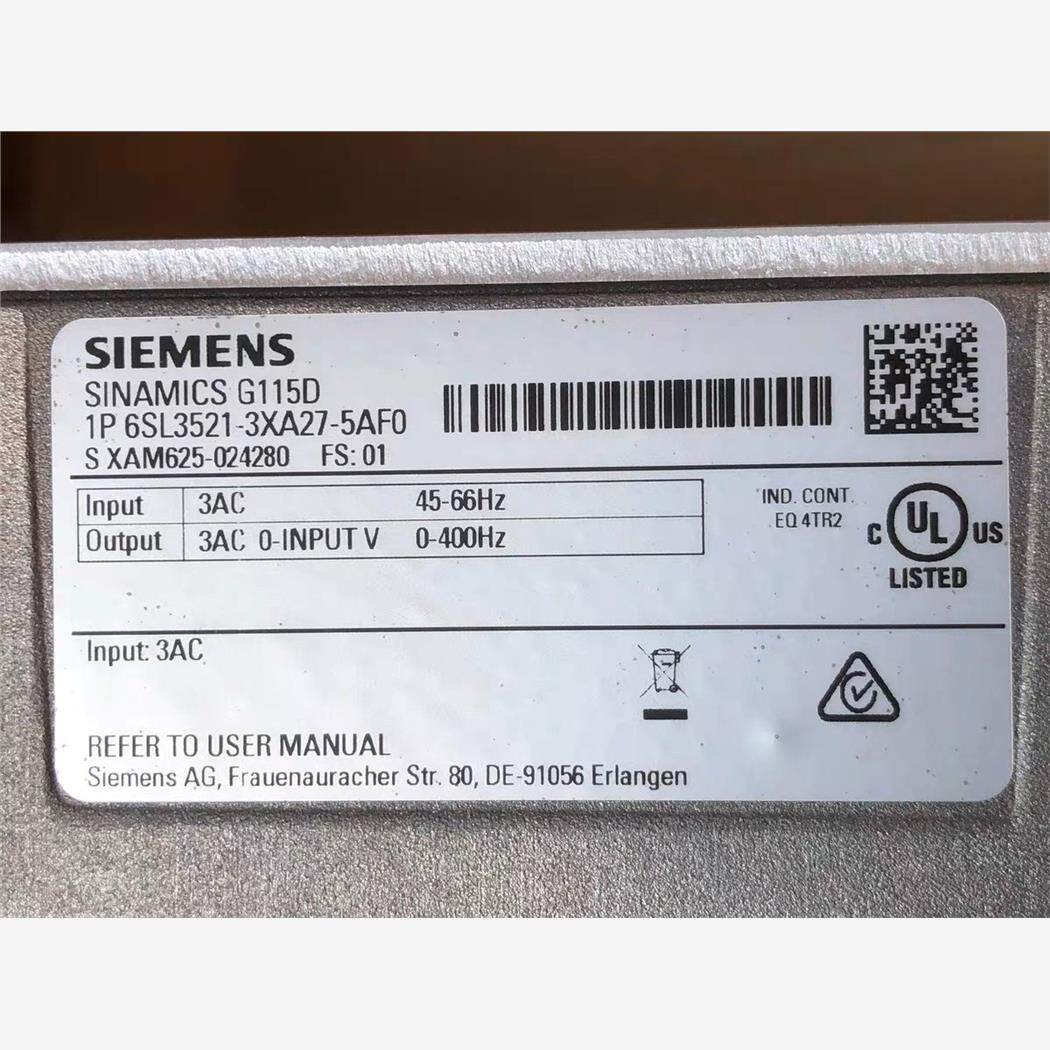 SIEMENS
SINAMICS G115D
1P 6SL3521-3XA27-5AF0
S XAM625-024280 FS: 01
Input 3AC 45-66Hz
Output 3AC 0-INPUT V 0-400Hz
IND. CONT.
EQ 4TR2
C UL US
LISTED
Input: 3AC
REFER TO USER MANUAL
Siemens AG, Frauenauracher Str. 80, DE-91056 Erlangen